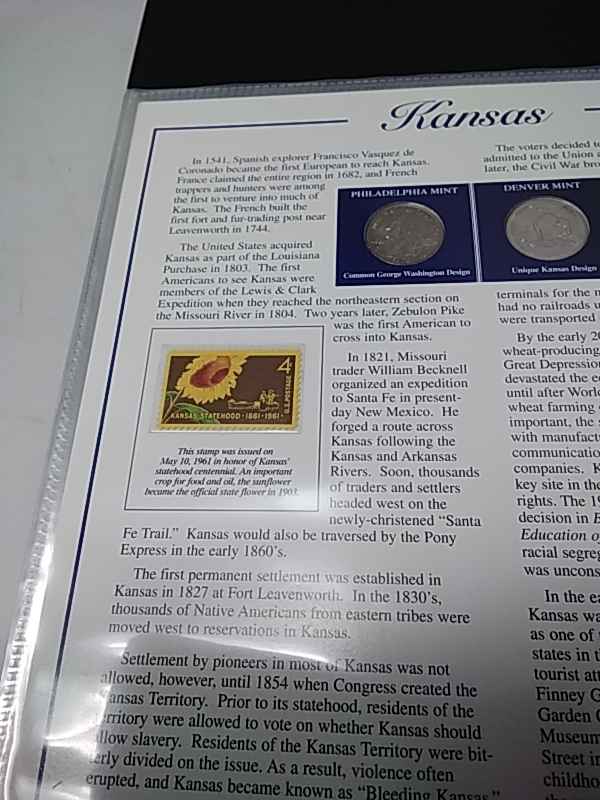 Kansas
In 1541, Spanish explorer Francisco Vasquez de
Coronado became the first European to reach Kansas.
France claimed the entire region in 1682, and French
trappers and hunters were among
the first to venture into much of
Kansas. The French built the
first fort and fur-trading post near
Leavenworth in 1744.
The United States acquired
Kansas as part of the Louisiana
Purchase in 1803. The first
Americans to see Kansas were
members of the Lewis & Clark
Expedition when they reached the northeastern section on
the Missouri River in 1804. Two years later, Zebulon Pike
was the first American to
cross into Kansas.
In 1821, Missouri
trader William Becknell
organized an expedition
to Santa Fe in present-
day New Mexico. He
forged a route across
Kansas following the
Kansas and Arkansas
Rivers. Soon, thousands
of traders and settlers
headed west on the
newly-christened "Santa
Fe Trail." Kansas would also be traversed by the Pony
Express in the early 1860's.
The first permanent settlement was established in
Kansas in 1827 at Fort Leavenworth. In the 1830's,
thousands of Native Americans from eastern tribes were
moved west to reservations in Kansas.
Settlement by pioneers in most of Kansas was not
allowed, however, until 1854 when Congress created the
Kansas Territory. Prior to its statehood, residents of the
territory were allowed to vote on whether Kansas should
allow slavery. Residents of the Kansas Territory were bit-
terly divided on the issue. As a result, violence often
erupted, and Kansas became known as "Bleeding Kansas."
4¢
U.S. POSTAGE
KANSAS STATEHOOD · 1861-1961
This stamp was issued on
May 10, 1961 in honor of Kansas'
statehood centennial. An important
crop for food and oil, the sunflower
became the official state flower in 1903.
PHILADELPHIA MINT
Common George Washington Design
DENVER MINT
Unique Kansas Design
The voters decided to
admitted to the Union a
later, the Civil War bro
terminals for the
had no railroads
were transported
By the early
wheat-producing
Great Depression
devastated the
until after World
wheat farming
important, the
with manufact
communicatio
companies. K
key site in the
rights. The 19
decision in B
Education of
racial segreg
was uncons
In the ea
Kansas wa
as one of
states in t
tourist att
Finney G
Garden
Museum
Street in
childhoo